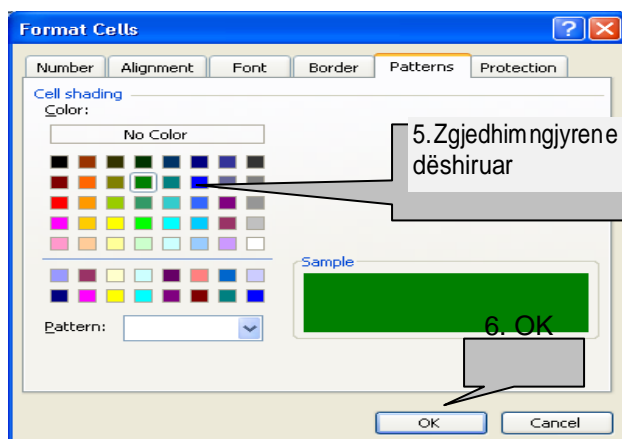 Format Cells
Number Alignment Font Border Patterns Protection
Cell shading
Color:
No Color
5.Zgjedhim ngjyren e
dëshiruar
Sample
Pattern:
6. OK
OK Cancel